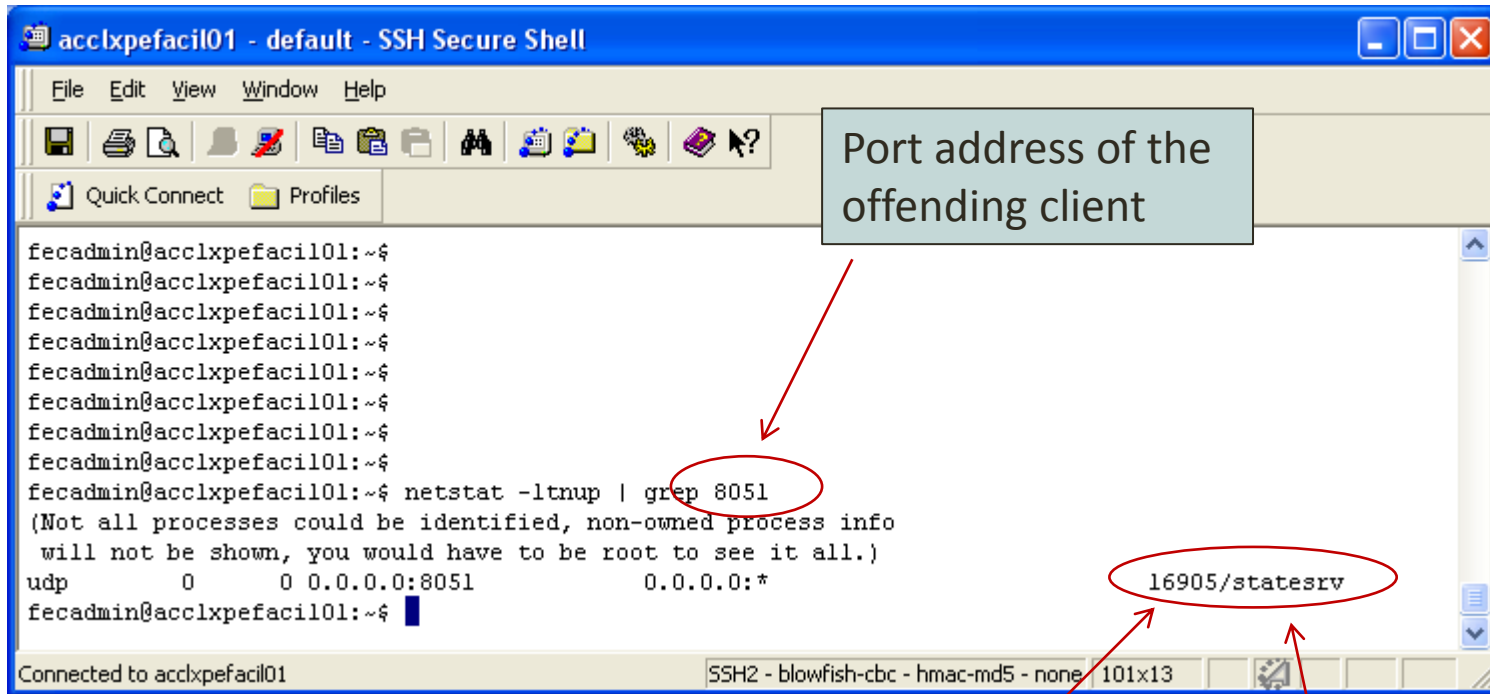 acclxpefacil01 - default - SSH Secure Shell
File Edit View Window Help
Quick Connect Profiles
Port address of the
offending client
fecadmin@acclxpefacil01:~$
fecadmin@acclxpefacil01:~$
fecadmin@acclxpefacil01:~$
fecadmin@acclxpefacil01:~$
fecadmin@acclxpefacil01:~$
fecadmin@acclxpefacil01:~$
fecadmin@acclxpefacil01:~$
fecadmin@acclxpefacil01:~$
fecadmin@acclxpefacil01:~$ netstat -ltnup | grep 8051
(Not all processes could be identified, non-owned process info
will not be shown, you would have to be root to see it all.)
udp 0 0 0.0.0.0:8051 0.0.0.0:* 16905/statesrv
fecadmin@acclxpefacil01:~$
Connected to acclxpefacil01 SSH2 - blowfish-cbc - hmac-md5 - none 101x13